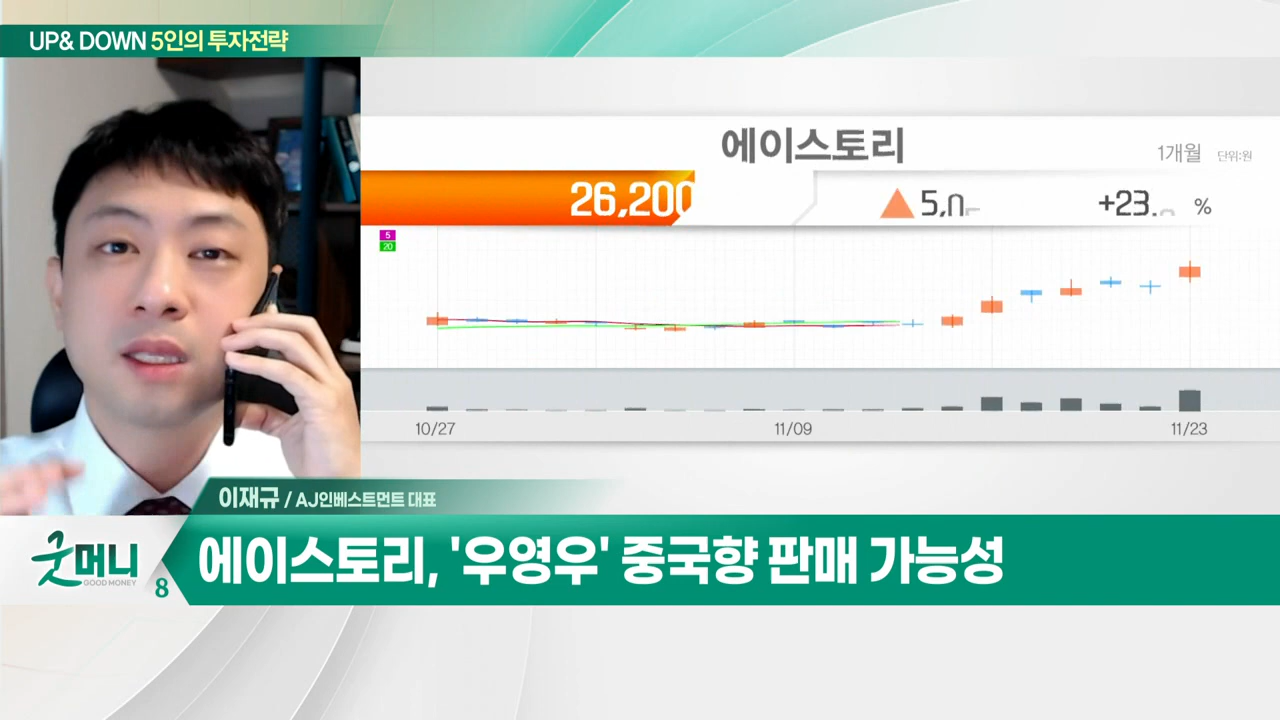 UP& DOWN 5인의 투자전략
에이스토리
1개월 단위:원
26,200
▲ 5,0 +23. %
5
20
10/27 11/09 11/23
이재규 / AJ인베스트먼트 대표
굿머니
GOOD MONEY
8
에이스토리, '우영우' 중국향 판매 가능성